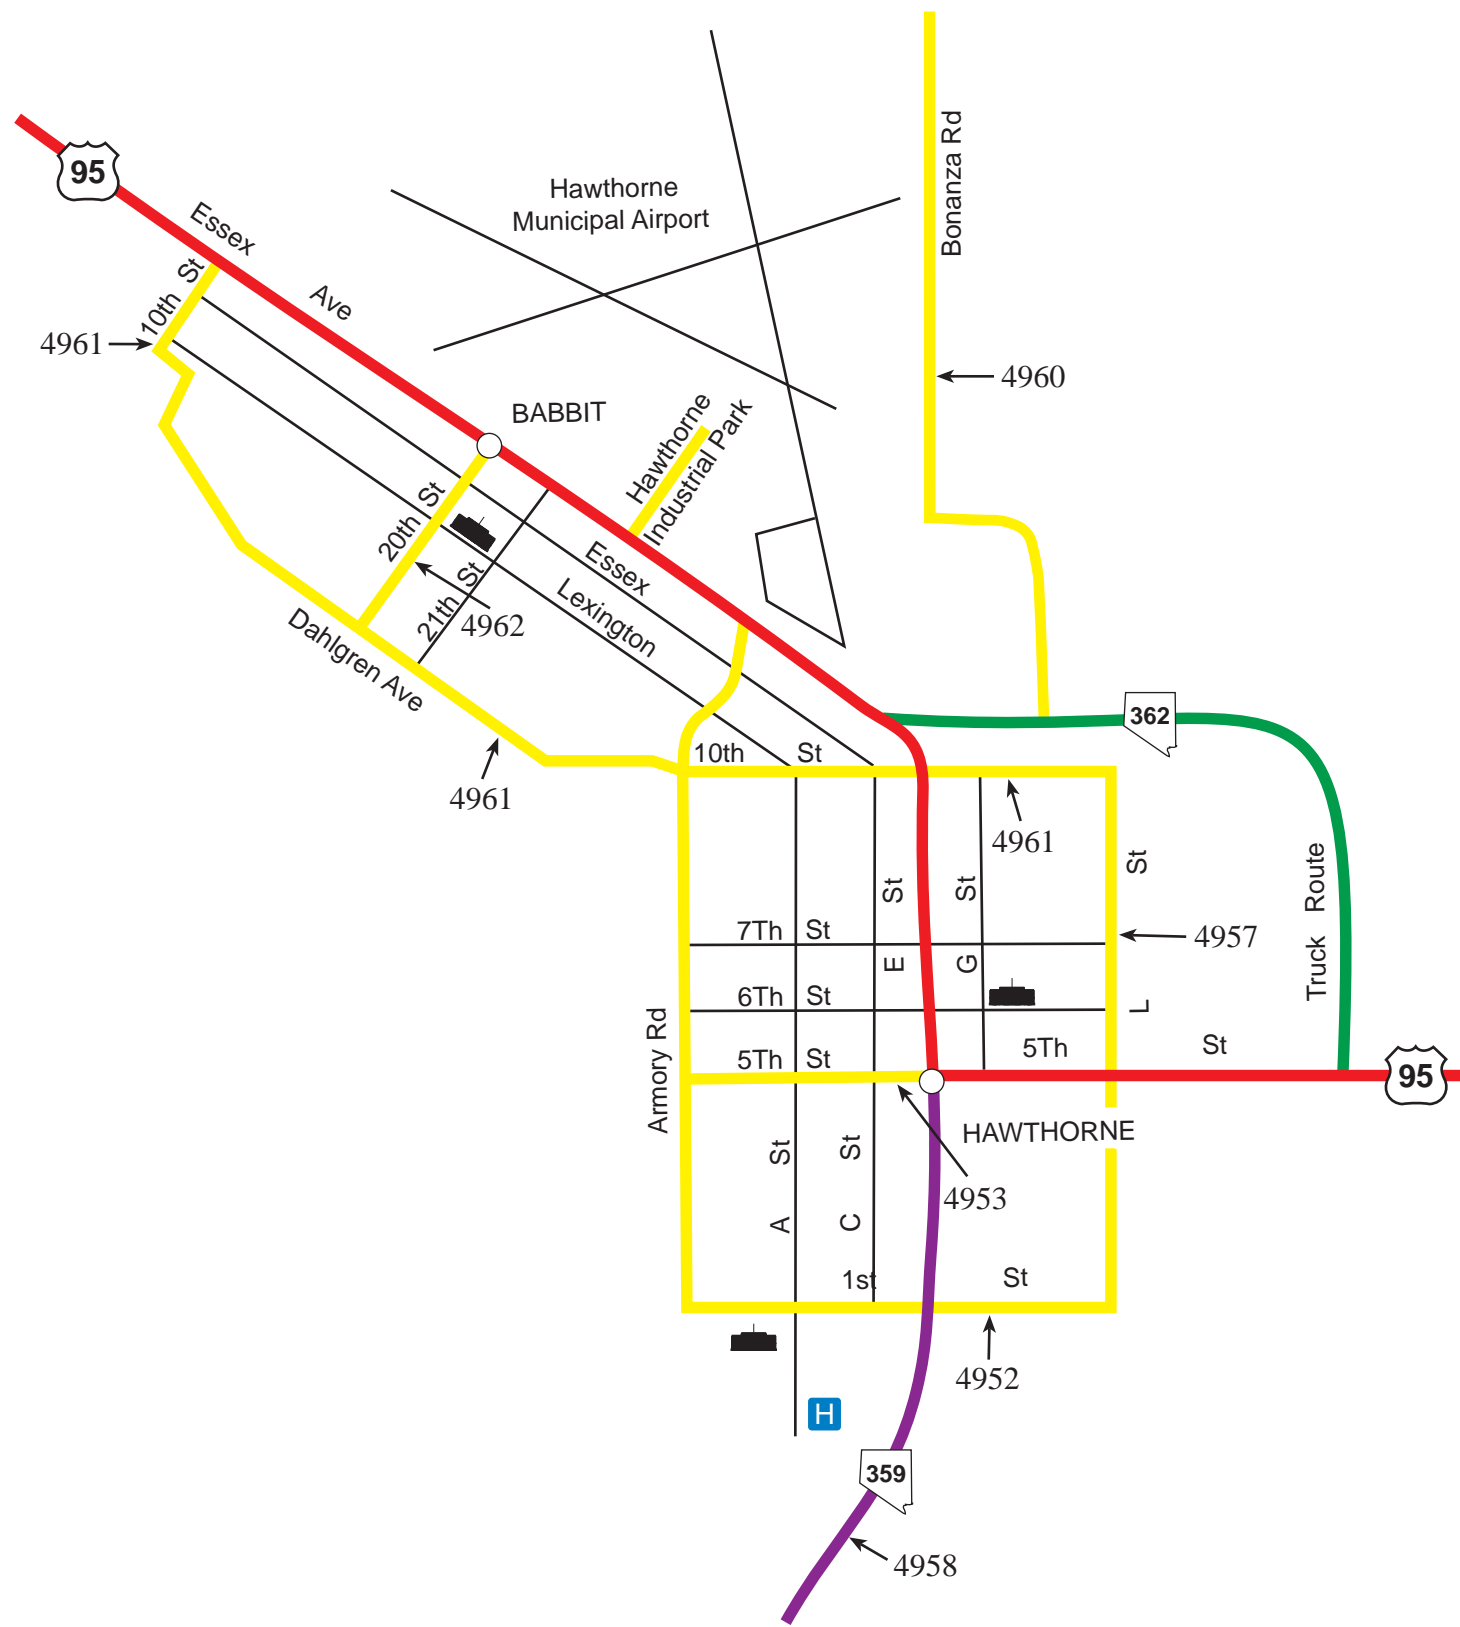 95
Essex
Ave
Hawthorne
Municipal Airport
Bonanza Rd
10th St
4961
4960
BABBIT
Hawthorne
Industrial Park
20th St
21th St
4962
Essex
Lexington
Dahlgren Ave
362
10th St
4961
4961
St
Truck Route
4957
7Th St
E St
G St
6Th St
L
5Th St
5Th St
95
Armory Rd
HAWTHORNE
4953
A St
C St
1st St
4952
H
359
4958